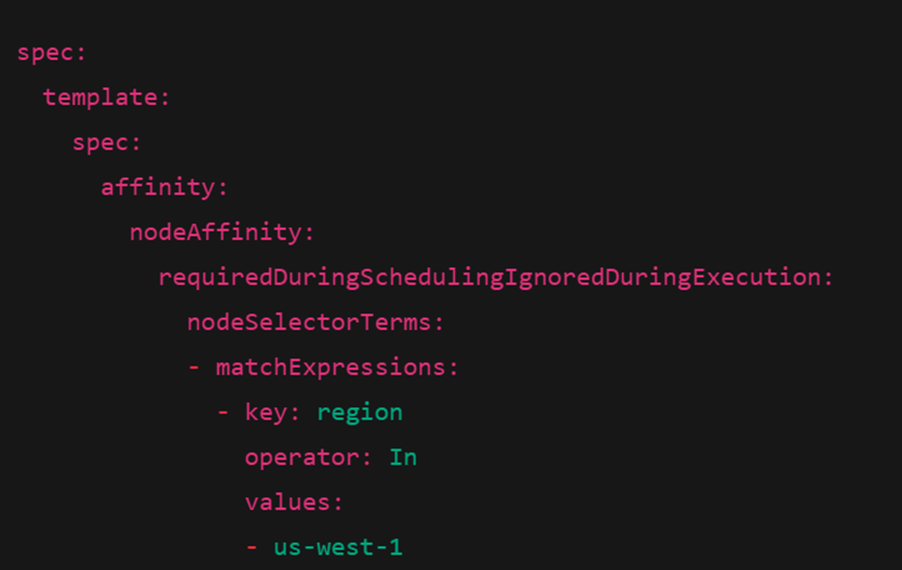 spec:
  template:
    spec:
      affinity:
        nodeAffinity:
          requiredDuringSchedulingIgnoredDuringExecution:
            nodeSelectorTerms:
            - matchExpressions:
              - key: region
                operator: In
                values:
                - us-west-1